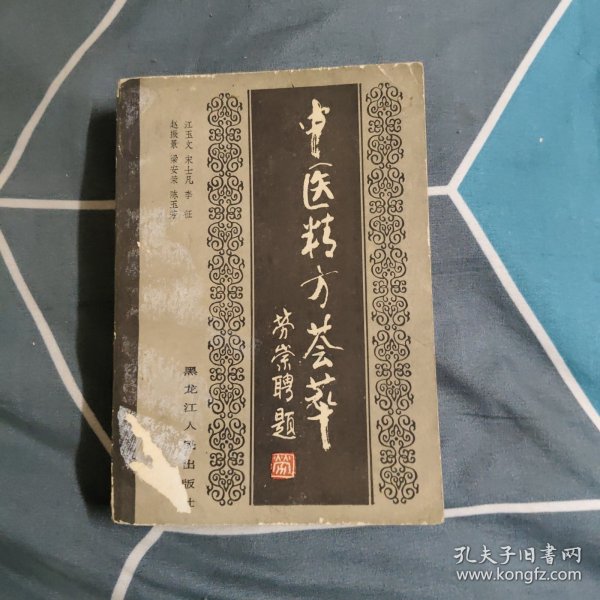 中医精方荟萃
劳崇聘题
江玉文 宋士凡 李征
赵振景 梁安荣 陈玉芳
黑龙江人 出版社
孔夫子旧书网
www.kongfz.com